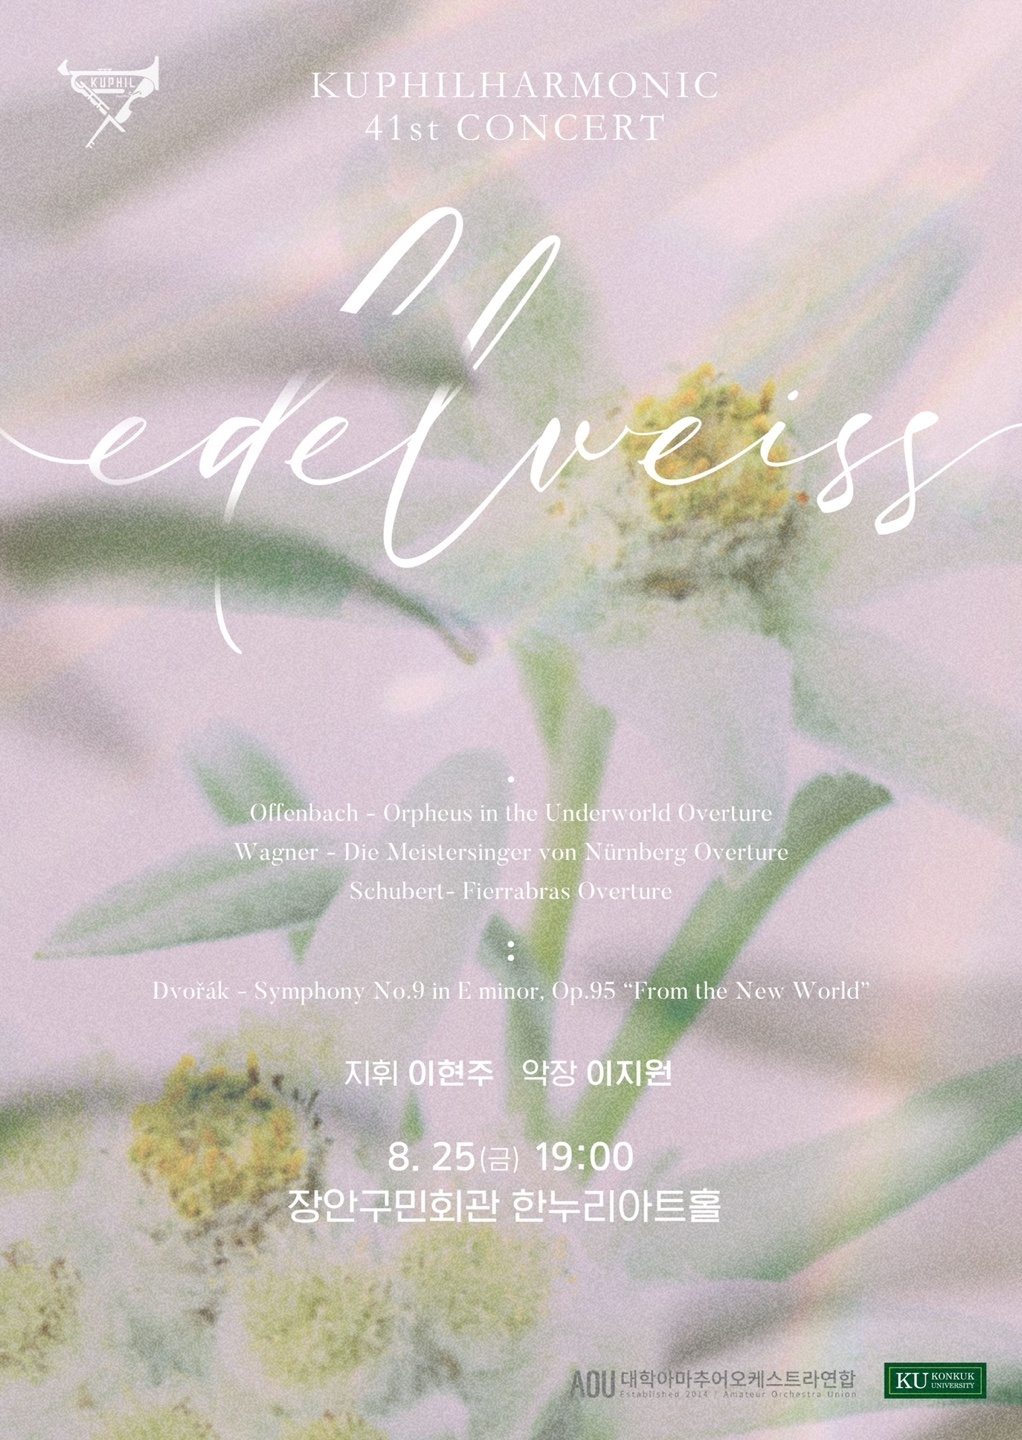 KUPHIL
KUPHILHARMONIC
41st CONCERT
edelweiss
Offenbach - Orpheus in the Underworld Overture
Wagner - Die Meistersinger von Nürnberg Overture
Schubert- Fierrabras Overture
Dvořák - Symphony No.9 in E minor, Op.95 “From the New World”
지휘 이현주 악장 이지원
8. 25(금) 19:00
장안구민회관 한누리아트홀
AOU 대학아마추어오케스트라연합
Established 2014 / Amateur Orchestra Union
KU KONKUK
UNIVERSITY